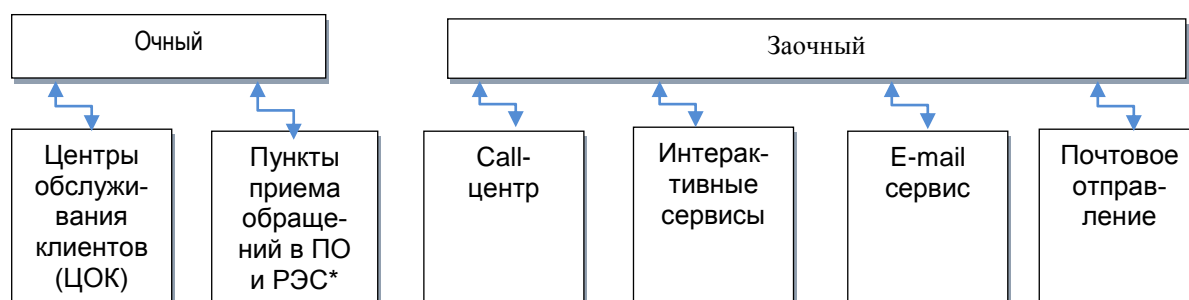 Очный
Заочный
Центры
обслужи-
вания
клиентов
(ЦОК)
Пункты
приема
обраще-
ний в ПО
и РЭС*
Call-
центр
Интерак-
тивные
сервисы
E-mail
сервис
Почтовое
отправ-
ление